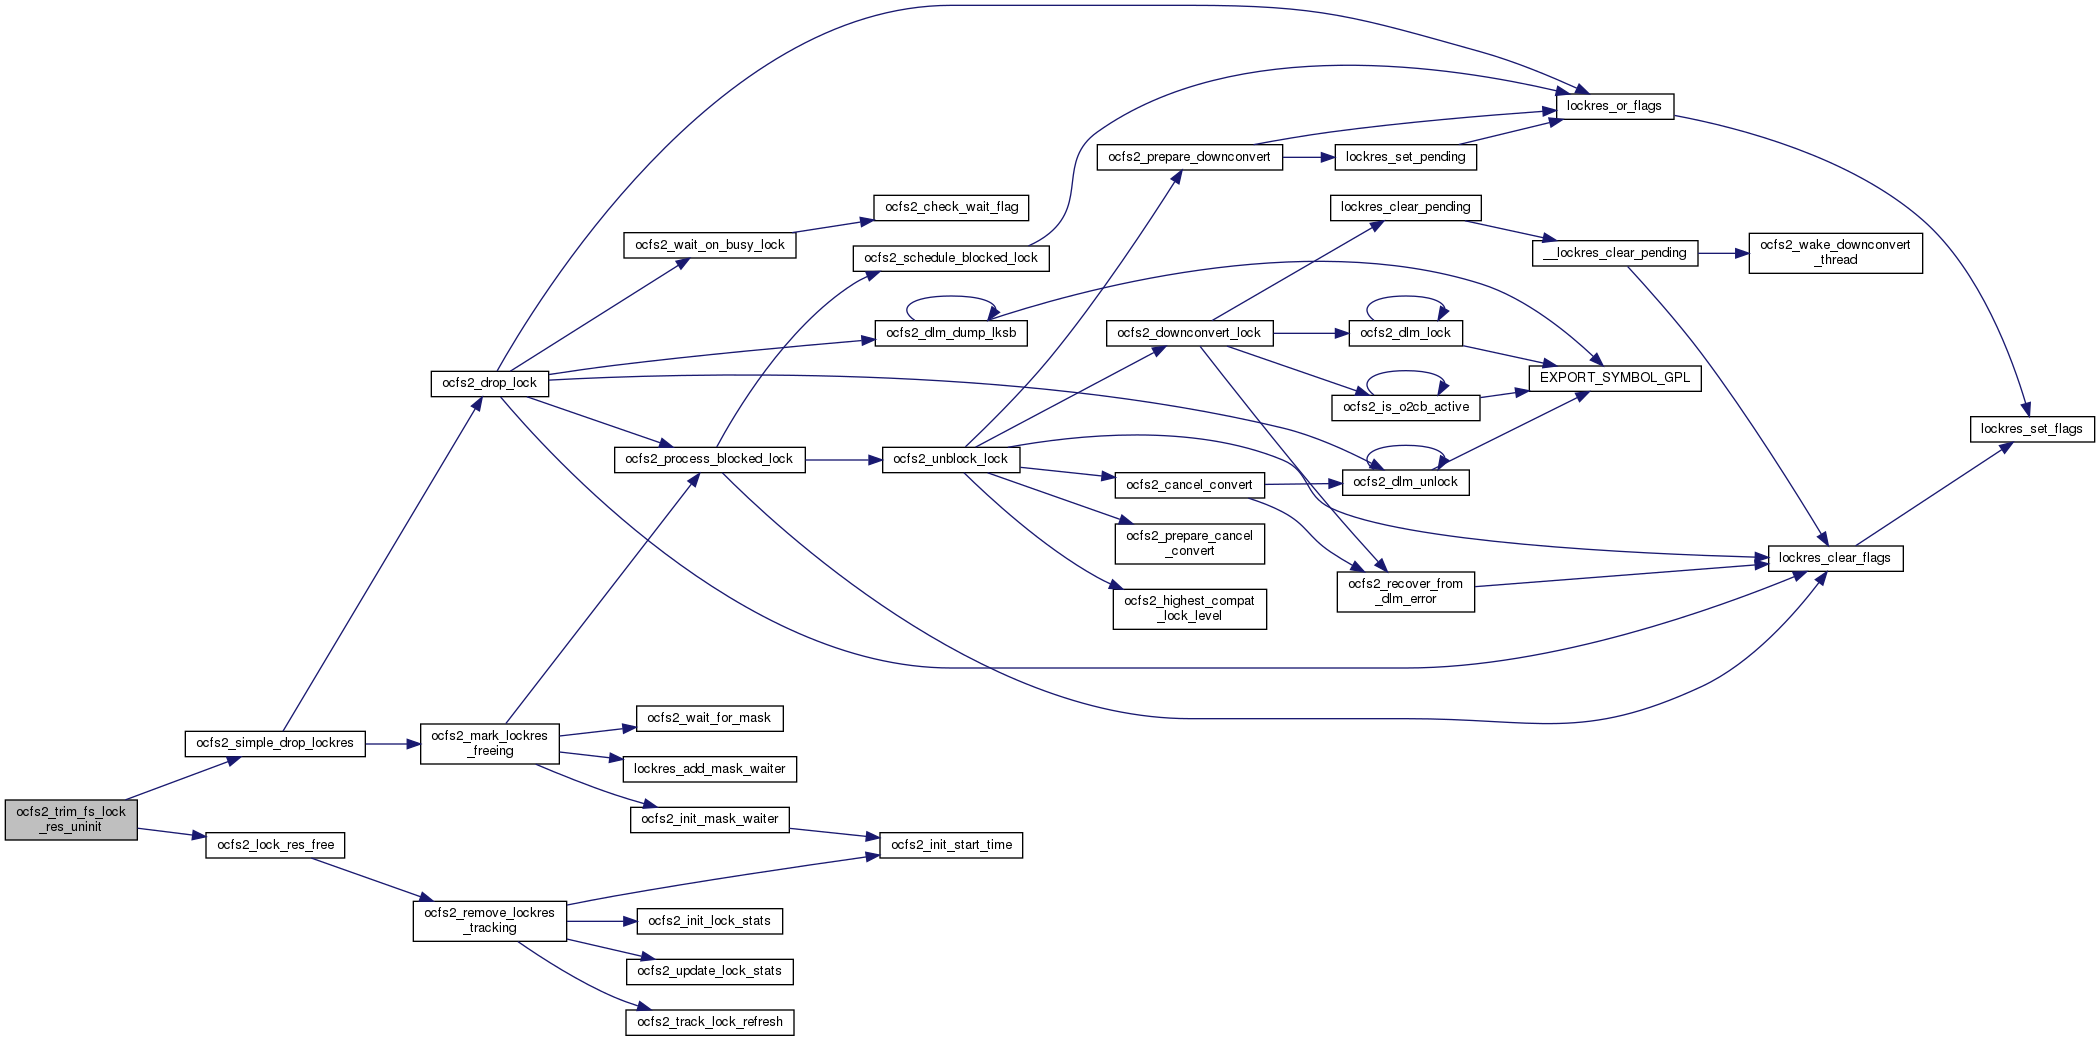 lockres_or_flags
ocfs2_prepare_downconvert
lockres_set_pending
ocfs2_check_wait_flag
lockres_clear_pending
ocfs2_wait_on_busy_lock
ocfs2_schedule_blocked_lock
__lockres_clear_pending
ocfs2_wake_downconvert
_thread
ocfs2_dlm_dump_lksb
ocfs2_downconvert_lock
ocfs2_dlm_lock
ocfs2_drop_lock
EXPORT_SYMBOL_GPL
ocfs2_is_o2cb_active
lockres_set_flags
ocfs2_process_blocked_lock
ocfs2_unblock_lock
ocfs2_cancel_convert
ocfs2_dlm_unlock
ocfs2_prepare_cancel
_convert
lockres_clear_flags
ocfs2_recover_from
_dlm_error
ocfs2_highest_compat
_lock_level
ocfs2_wait_for_mask
ocfs2_simple_drop_lockres
ocfs2_mark_lockres
_freeing
lockres_add_mask_waiter
ocfs2_trim_fs_lock
_res_uninit
ocfs2_init_mask_waiter
ocfs2_lock_res_free
ocfs2_init_start_time
ocfs2_remove_lockres
_tracking
ocfs2_init_lock_stats
ocfs2_update_lock_stats
ocfs2_track_lock_refresh